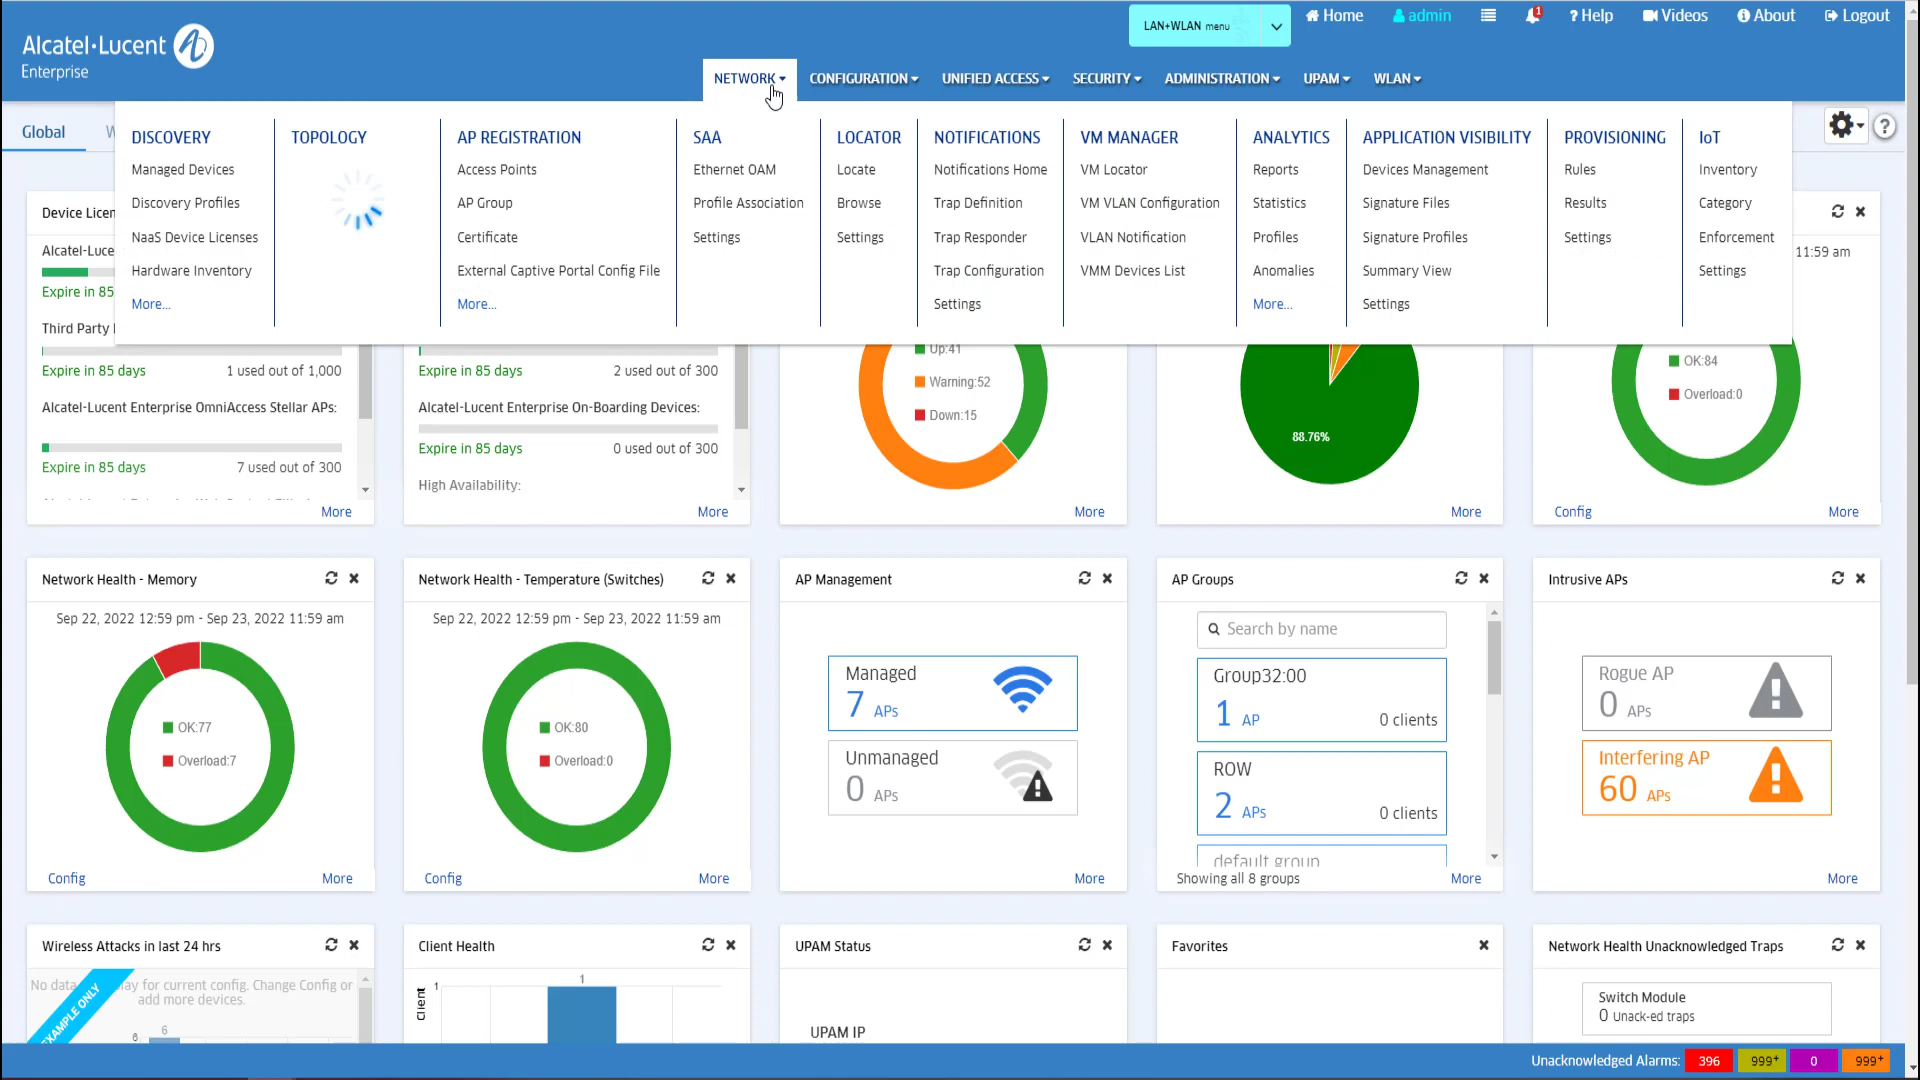 LAN+WLAN menu
Home
admin
1
? Help
Videos
About
Logout
Alcatel·Lucent
Enterprise
NETWORK
CONFIGURATION
UNIFIED ACCESS
SECURITY
ADMINISTRATION
UPAM
WLAN
Global
W
DISCOVERY
Managed Devices
Discovery Profiles
NaaS Device Licenses
Hardware Inventory
More...
TOPOLOGY
AP REGISTRATION
Access Points
AP Group
Certificate
External Captive Portal Config File
More...
SAA
Ethernet OAM
Profile Association
Settings
LOCATOR
Locate
Browse
Settings
NOTIFICATIONS
Notifications Home
Trap Definition
Trap Responder
Trap Configuration
Settings
VM MANAGER
VM Locator
VM VLAN Configuration
VLAN Notification
VMM Devices List
ANALYTICS
Reports
Statistics
Profiles
Anomalies
More...
APPLICATION VISIBILITY
Devices Management
Signature Files
Signature Profiles
Summary View
Settings
PROVISIONING
Rules
Results
Settings
IoT
Inventory
Category
Enforcement
Settings
?
Device Licen
Alcatel-Luce
Expire in 85
Third Party
Expire in 85 days
1 used out of 1,000
Alcatel-Lucent Enterprise OmniAccess Stellar APs:
Expire in 85 days
7 used out of 300
More
Expire in 85 days
2 used out of 300
Alcatel-Lucent Enterprise On-Boarding Devices:
Expire in 85 days
0 used out of 300
High Availability:
More
Up:41
Warning:52
Down:15
More
88.76%
More
11:59 am
OK:84
Overload:0
Config
More
Network Health - Memory
Sep 22, 2022 12:59 pm - Sep 23, 2022 11:59 am
OK:77
Overload:7
Config
More
Network Health - Temperature (Switches)
Sep 22, 2022 12:59 pm - Sep 23, 2022 11:59 am
OK:80
Overload:0
Config
More
AP Management
Managed
7 APs
Unmanaged
0 APs
More
AP Groups
Search by name
Group32:00
1 AP
0 clients
ROW
2 APs
0 clients
default group
Showing all 8 groups
More
Intrusive APs
Rogue AP
0 APs
Interfering AP
60 APs
More
Wireless Attacks in last 24 hrs
No data
ay for current config. Change Config or
add more devices.
EXAMPLE ONLY
6
6
Client Health
Client
1
1
UPAM Status
UPAM IP
Favorites
Network Health Unacknowledged Traps
Switch Module
0 Unack-ed traps
Unacknowledged Alarms:
396
999+
0
999+